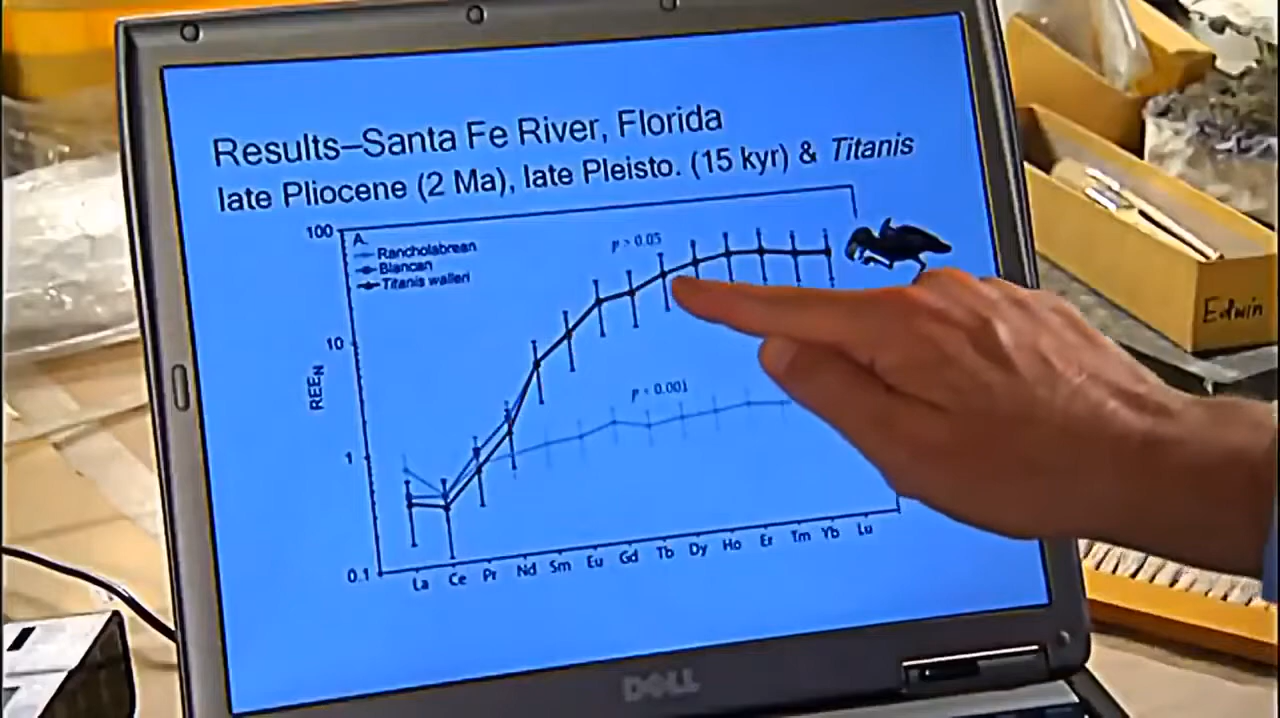 Results–Santa Fe River, Florida
late Pliocene (2 Ma), late Pleisto. (15 kyr) & Titanis
100
A.
Rancholabrean
Blancan
Titanis walleri
p > 0.05
10
REEN
p < 0.001
1
0.1
La Ce Pr Nd Sm Eu Gd Tb Dy Ho Er Tm Yb Lu
Edwin
DELL